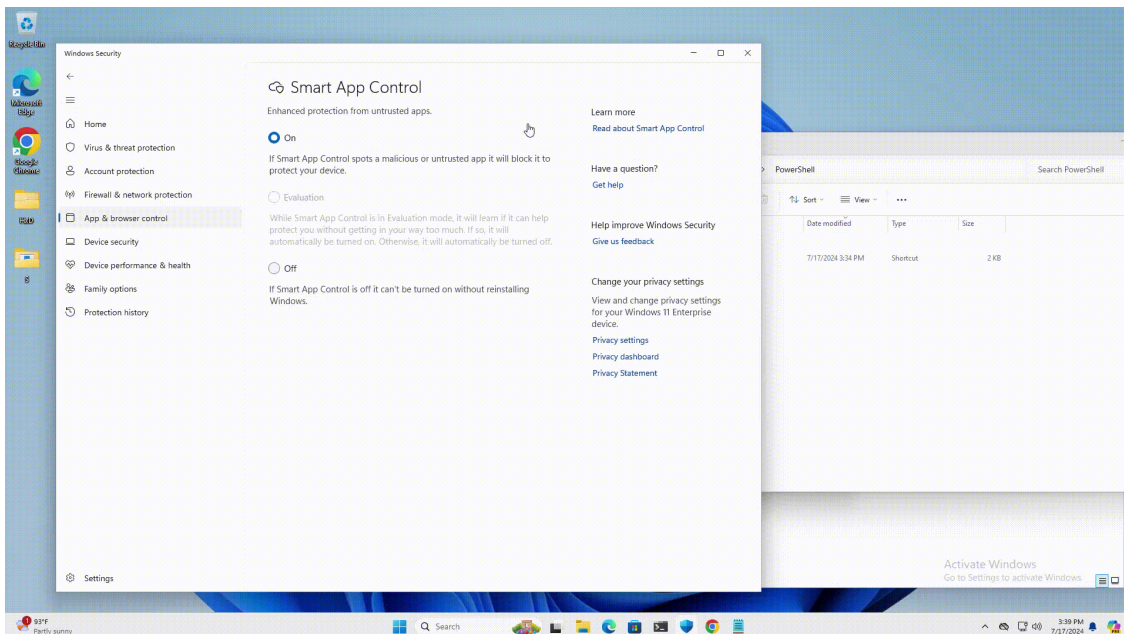 Recycle Bin
Microsoft
Edge
Google
Chrome
Windows Security
Home
Virus & threat protection
Account protection
Firewall & network protection
App & browser control
Device security
Device performance & health
Family options
Protection history
Settings
Smart App Control
Enhanced protection from untrusted apps.
On
If Smart App Control spots a malicious or untrusted app it will block it to
protect your device.
Evaluation
While Smart App Control is in Evaluation mode, it will learn if it can help
protect you without getting in your way too much. If so, it will
automatically be turned on. Otherwise, it will automatically be turned off.
Off
If Smart App Control is off it can't be turned on without reinstalling
Windows.
Learn more
Read about Smart App Control
Have a question?
Get help
Help improve Windows Security
Give us feedback
Change your privacy settings
View and change privacy settings
for your Windows 11 Enterprise
device.
Privacy settings
Privacy dashboard
Privacy Statement
PowerShell
Search PowerShell
Sort
View
Date modified Type Size
7/17/2024 3:34 PM Shortcut 2 KB
Activate Windows
Go to Settings to activate Windows.
93°F
Partly sunny
Search
3:39 PM
7/17/2024